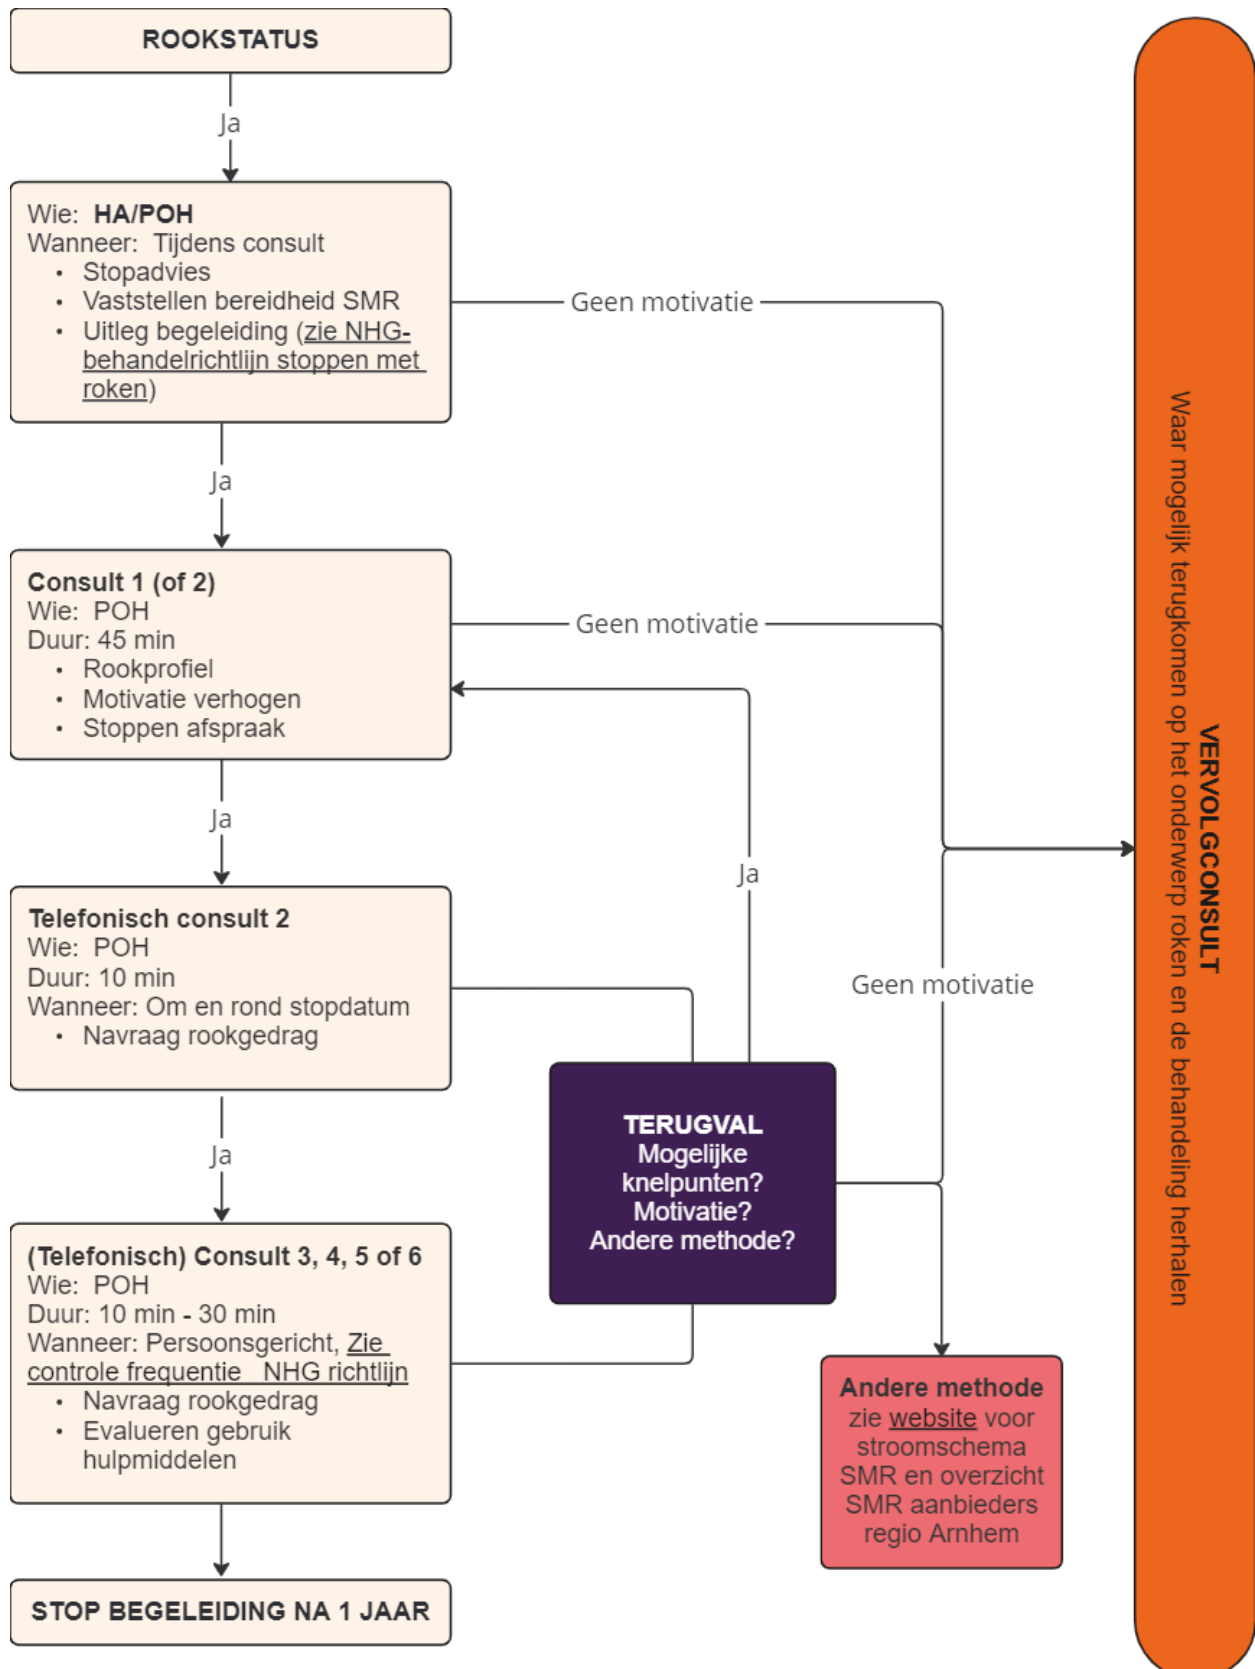 ROOKSTATUS
Ja
Wie: HA/POH
Wanneer: Tijdens consult
• Stopadvies
• Vaststellen bereidheid SMR
• Uitleg begeleiding (zie NHG-
behandelrichtlijn stoppen met
roken)
Geen motivatie
Ja
Consult 1 (of 2)
Wie: POH
Duur: 45 min
• Rookprofiel
• Motivatie verhogen
• Stoppen afspraak
Geen motivatie
Ja
Telefonisch consult 2
Wie: POH
Duur: 10 min
Wanneer: Om en rond stopdatum
• Navraag rookgedrag
Ja
Geen motivatie
Ja
TERUGVAL
Mogelijke
knelpunten?
Motivatie?
Andere methode?
(Telefonisch) Consult 3, 4, 5 of 6
Wie: POH
Duur: 10 min - 30 min
Wanneer: Persoonsgericht, Zie
controle frequentie NHG richtlijn
• Navraag rookgedrag
• Evalueren gebruik
hulpmiddelen
Andere methode
zie website voor
stroomschema
SMR en overzicht
SMR aanbieders
regio Arnhem
STOP BEGELEIDING NA 1 JAAR
VERVOLGCONSULT
Waar mogelijk terugkomen op het onderwerp roken en de behandeling herhalen